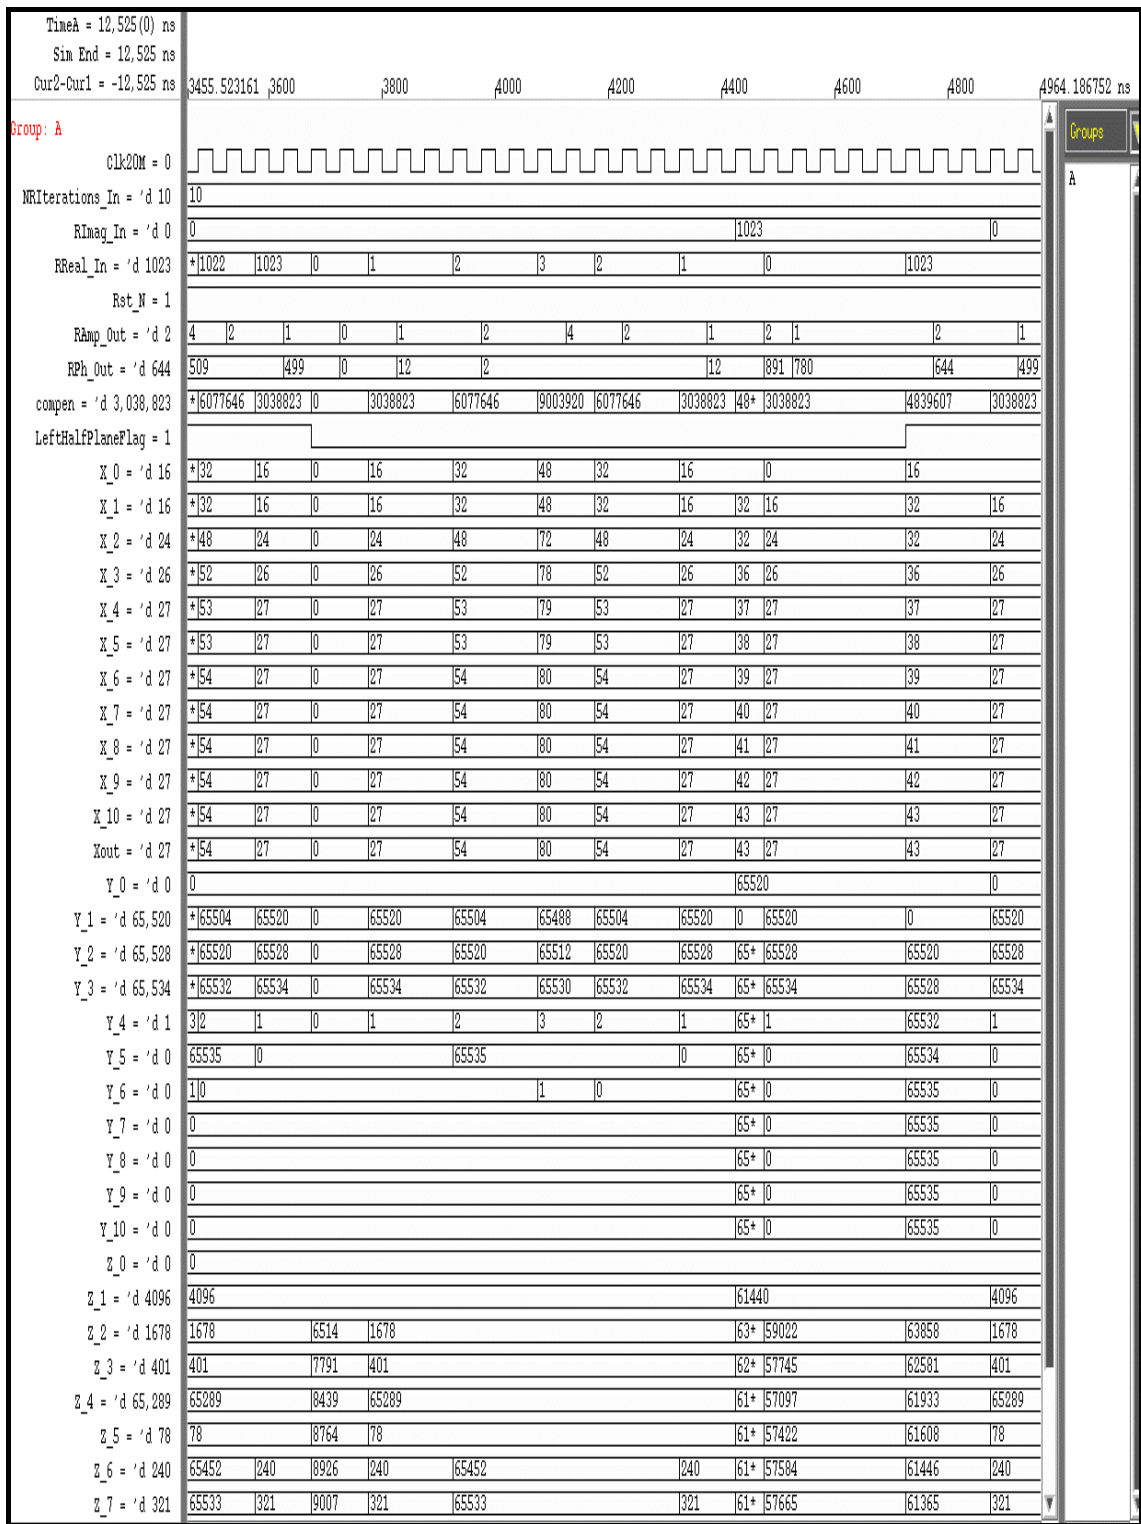 TimeA = 12,525(0) ns
Sim End = 12,525 ns
Cur2-Cur1 = -12,525 ns
3455.523161 3600 3800 4000 4200 4400 4600 4800 4964.186752 ns
Group: A
Groups
A
Clk20M = 0
NRIterations_In = 'd 10 10
RImag_In = 'd 0 0 1023 0
RReal_In = 'd 1023 * 1022 1023 0 1 2 3 2 1 0 1023
Rst_N = 1
RAmp_Out = 'd 2 4 2 1 0 1 2 4 2 1 2 1 2 1
RPh_Out = 'd 644 509 499 0 12 2 12 891 780 644 499
compen = 'd 3,038,823 * 6077646 3038823 0 3038823 6077646 9003920 6077646 3038823 48* 3038823 4839607 3038823
LeftHalfPlaneFlag = 1
X_0 = 'd 16 * 32 16 0 16 32 48 32 16 0 16
X_1 = 'd 16 * 32 16 0 16 32 48 32 16 32 16 32 16
X_2 = 'd 24 * 48 24 0 24 48 72 48 24 32 24 32 24
X_3 = 'd 26 * 52 26 0 26 52 78 52 26 36 26 36 26
X_4 = 'd 27 * 53 27 0 27 53 79 53 27 37 27 37 27
X_5 = 'd 27 * 53 27 0 27 53 79 53 27 38 27 38 27
X_6 = 'd 27 * 54 27 0 27 54 80 54 27 39 27 39 27
X_7 = 'd 27 * 54 27 0 27 54 80 54 27 40 27 40 27
X_8 = 'd 27 * 54 27 0 27 54 80 54 27 41 27 41 27
X_9 = 'd 27 * 54 27 0 27 54 80 54 27 42 27 42 27
X_10 = 'd 27 * 54 27 0 27 54 80 54 27 43 27 43 27
Xout = 'd 27 * 54 27 0 27 54 80 54 27 43 27 43 27
Y_0 = 'd 0 0 65520 0
Y_1 = 'd 65,520 * 65504 65520 0 65520 65504 65488 65504 65520 0 65520 0 65520
Y_2 = 'd 65,528 * 65520 65528 0 65528 65520 65512 65520 65528 65* 65528 65520 65528
Y_3 = 'd 65,534 * 65532 65534 0 65534 65532 65530 65532 65534 65* 65534 65528 65534
Y_4 = 'd 1 3 2 1 0 1 2 3 2 1 65* 1 65532 1
Y_5 = 'd 0 65535 0 65535 0 65* 0 65534 0
Y_6 = 'd 0 1 0 1 0 65* 0 65535 0
Y_7 = 'd 0 0 65* 0 65535 0
Y_8 = 'd 0 0 65* 0 65535 0
Y_9 = 'd 0 0 65* 0 65535 0
Y_10 = 'd 0 0 65* 0 65535 0
Z_0 = 'd 0 0
Z_1 = 'd 4096 4096 61440 4096
Z_2 = 'd 1678 1678 6514 1678 63* 59022 63858 1678
Z_3 = 'd 401 401 7791 401 62* 57745 62581 401
Z_4 = 'd 65,289 65289 8439 65289 61* 57097 61933 65289
Z_5 = 'd 78 78 8764 78 61* 57422 61608 78
Z_6 = 'd 240 65452 240 8926 240 65452 240 61* 57584 61446 240
Z_7 = 'd 321 65533 321 9007 321 65533 321 61* 57665 61365 321